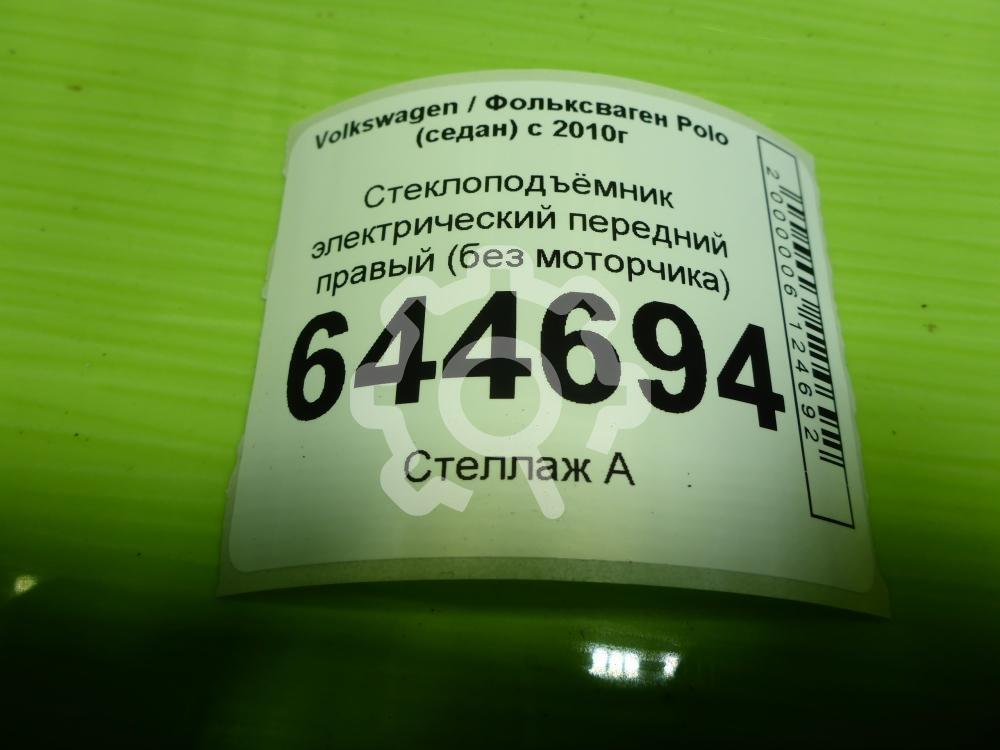 Volkswagen / Фольксваген Polo
(седан) с 2010г
Стеклоподъёмник
электрический передний
правый (без моторчика)
644694
Стеллаж А
2000006124692